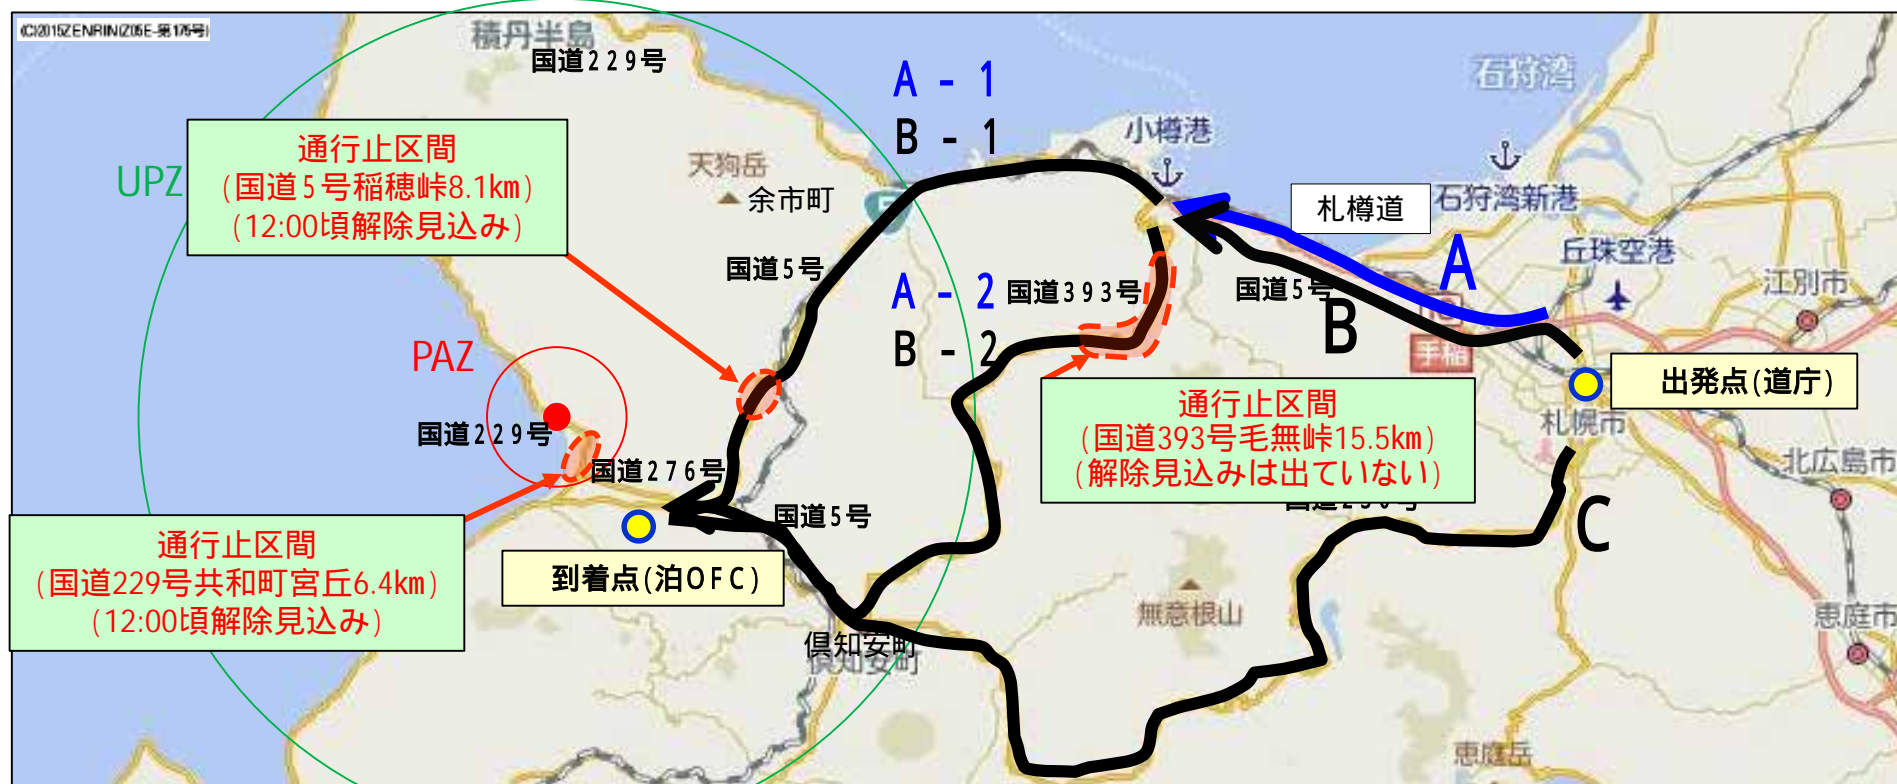 (C)2015ZENRIN(Z05E-第175号)
積丹半島
国道229号
A - 1
B - 1
小樽港
石狩湾
石狩湾新港
札樽道
丘珠空港
江別市
UPZ
通行止区間
(国道5号稲穂峠8.1km)
(12:00頃解除見込み)
天狗岳
余市町
5
国道5号
A - 2
B - 2
国道393号
国道5号
A
B
手稲
出発点(道庁)
札幌市
北広島市
PAZ
国道229号
国道276号
国道5号
通行止区間
(国道393号毛無峠15.5km)
(解除見込みは出ていない)
C
通行止区間
(国道229号共和町宮丘6.4km)
(12:00頃解除見込み)
到着点(泊OFC)
無意根山
恵庭市
倶知安町
倶知安町
恵庭岳